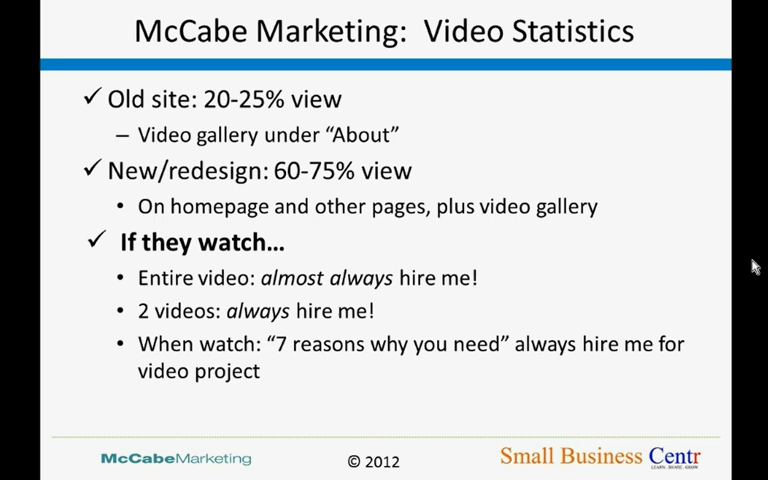 McCabe Marketing:  Video Statistics
✓ Old site: 20-25% view
– Video gallery under “About”
✓ New/redesign: 60-75% view
• On homepage and other pages, plus video gallery
✓ If they watch…
• Entire video: almost always hire me!
• 2 videos: always hire me!
• When watch: “7 reasons why you need” always hire me for
video project
McCabeMarketing
© 2012
Small Business Centr
LEARN . SHARE . GROW